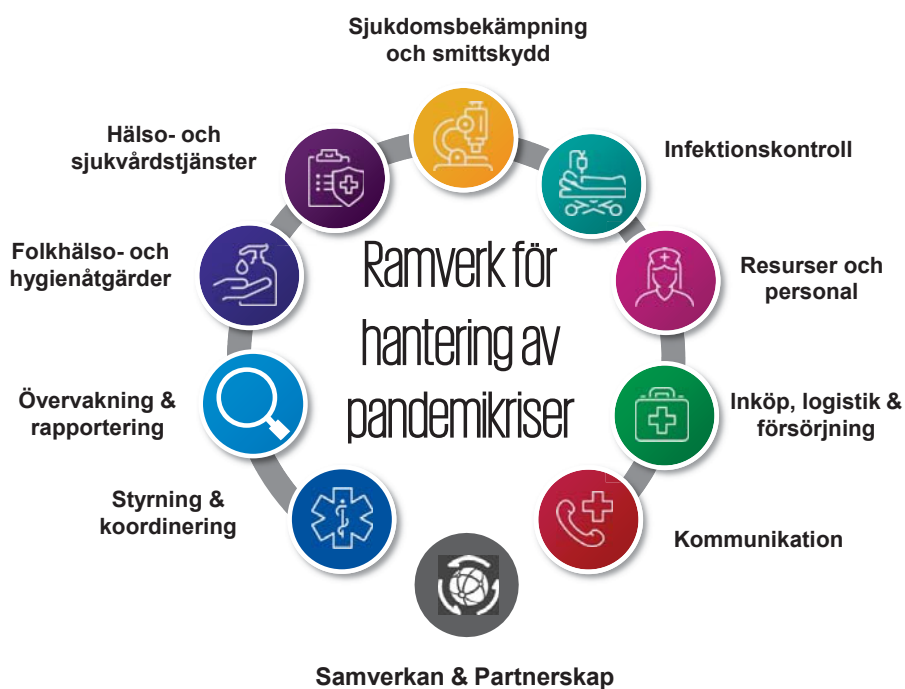 Sjukdomsbekämpning
och smittskydd
Hälso- och
sjukvårdstjänster
Infektionskontroll
Folkhälso- och
hygienåtgärder
Ramverk för
hantering av
pandemikriser
Resurser och
personal
Övervakning &
rapportering
Inköp, logistik &
försörjning
Styrning &
koordinering
Kommunikation
Samverkan & Partnerskap